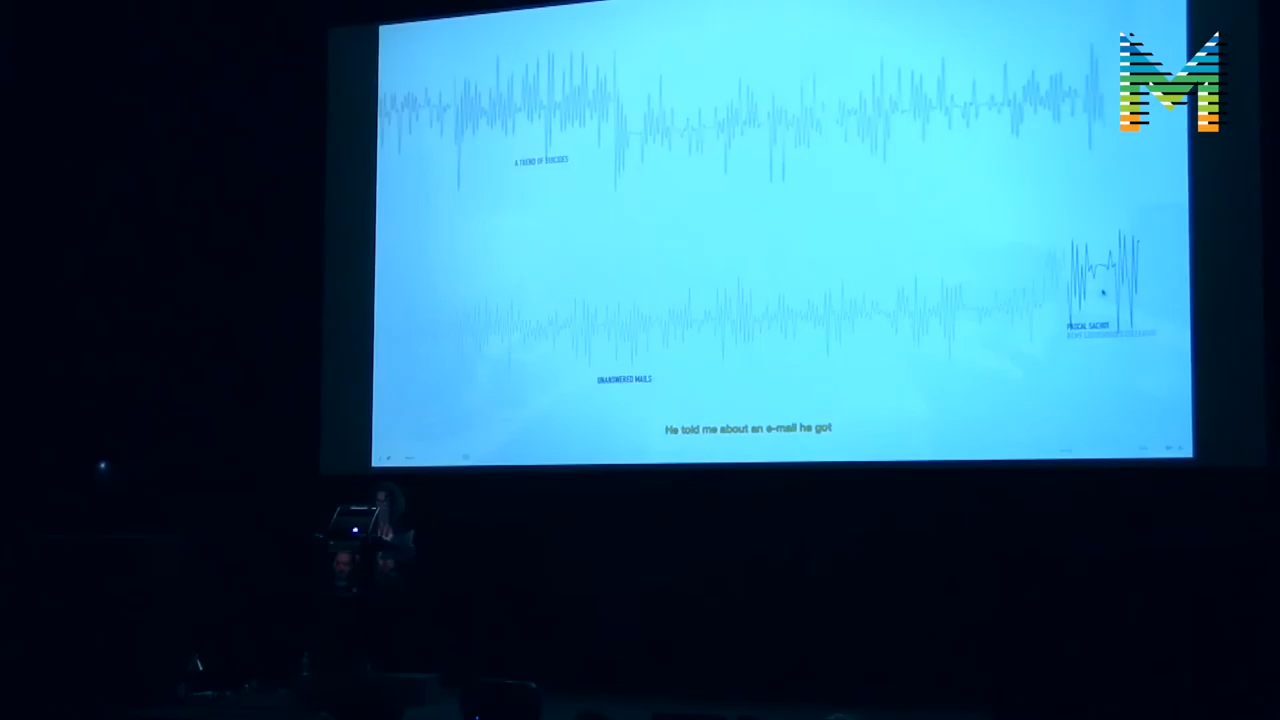 A TREND OF SUICIDES
PASCAL SACHOT
UNANSWERED MAILS
He told me about an e-mail he got
M